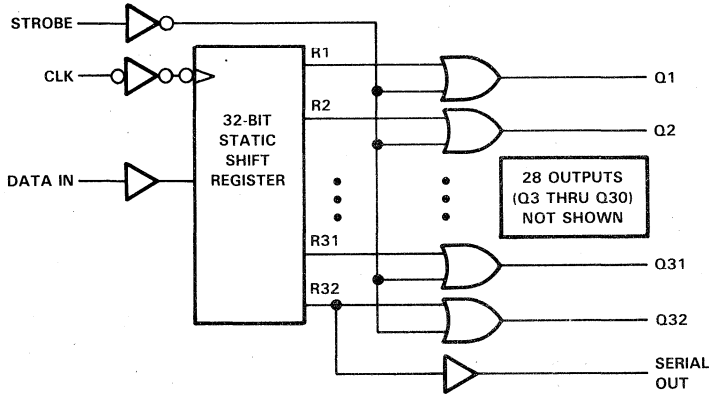 STROBE
CLK
DATA IN
32-BIT
STATIC
SHIFT
REGISTER
R1
R2
R31
R32
Q1
Q2
28 OUTPUTS
(Q3 THRU Q30)
NOT SHOWN
Q31
Q32
SERIAL
OUT